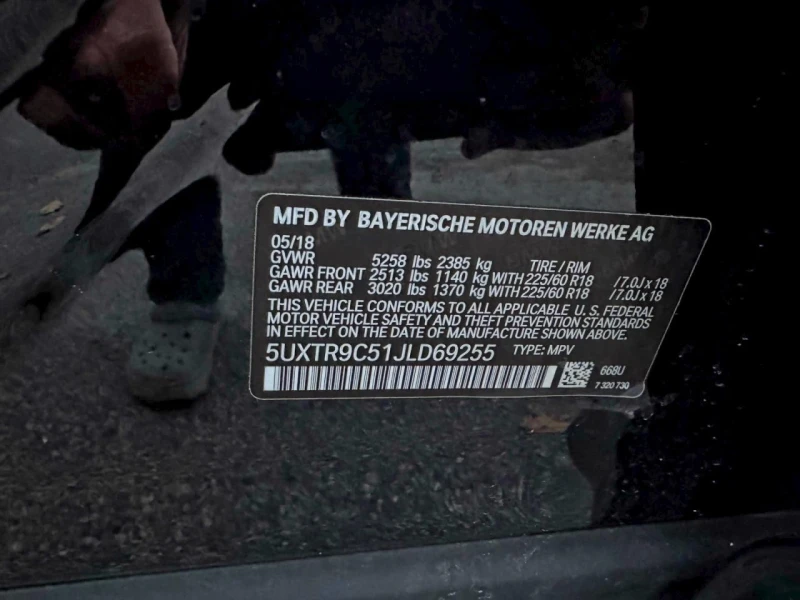 MFD BY BAYERISCHE MOTOREN WERKE AG
05/18
GVWR 5258 lbs 2385 kg TIRE / RIM
GAWR FRONT 2513 lbs 1140 kg WITH 225/60 R18 /7.0J x 18
GAWR REAR 3020 lbs 1370 kg WITH 225/60 R18 /7.0J x 18
THIS VEHICLE CONFORMS TO ALL APPLICABLE U. S. FEDERAL
MOTOR VEHICLE SAFETY AND THEFT PREVENTION STANDARDS
IN EFFECT ON THE DATE OF MANUFACTURE SHOWN ABOVE.
5UXTR9C51JLD69255 TYPE: MPV
668U
7 320 730